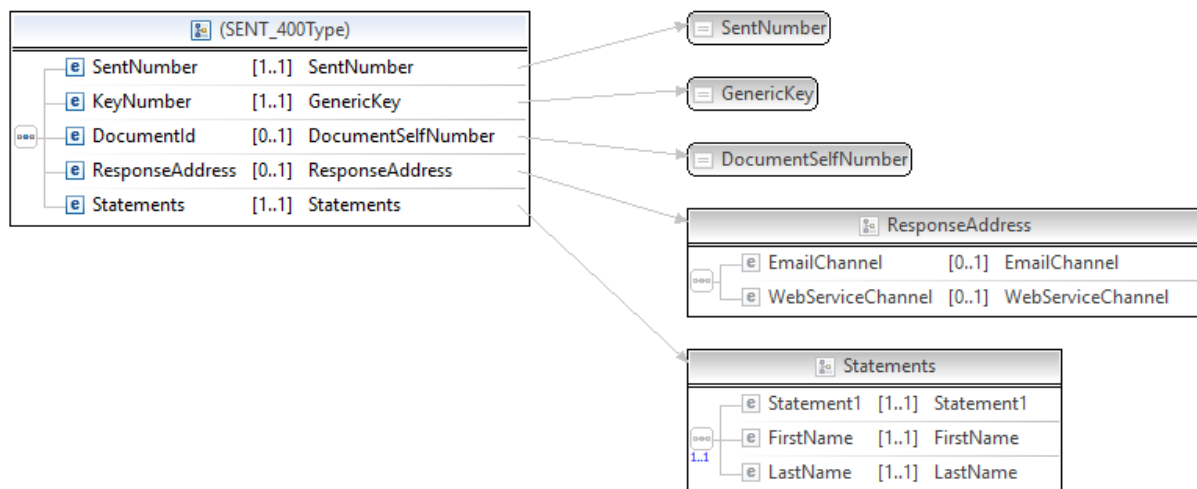 (SENT_400Type)
e SentNumber [1..1] SentNumber
e KeyNumber [1..1] GenericKey
e DocumentId [0..1] DocumentSelfNumber
e ResponseAddress [0..1] ResponseAddress
e Statements [1..1] Statements
SentNumber
GenericKey
DocumentSelfNumber
ResponseAddress
e EmailChannel [0..1] EmailChannel
e WebServiceChannel [0..1] WebServiceChannel
Statements
e Statement1 [1..1] Statement1
e FirstName [1..1] FirstName
1..1
e LastName [1..1] LastName